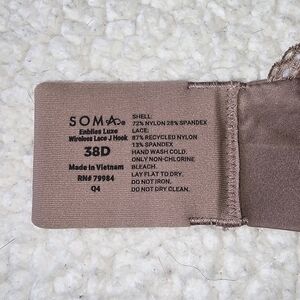 SOMA®
Enbliss Luxe
Wireless Lace J Hook
38D
Made in Vietnam
RN# 79984
Q4
SHELL:
72% NYLON 28% SPANDEX
LACE:
87% RECYCLED NYLON
13% SPANDEX
HAND WASH COLD.
ONLY NON-CHLORINE
BLEACH.
LAY FLAT TO DRY.
DO NOT IRON.
DO NOT DRY CLEAN.